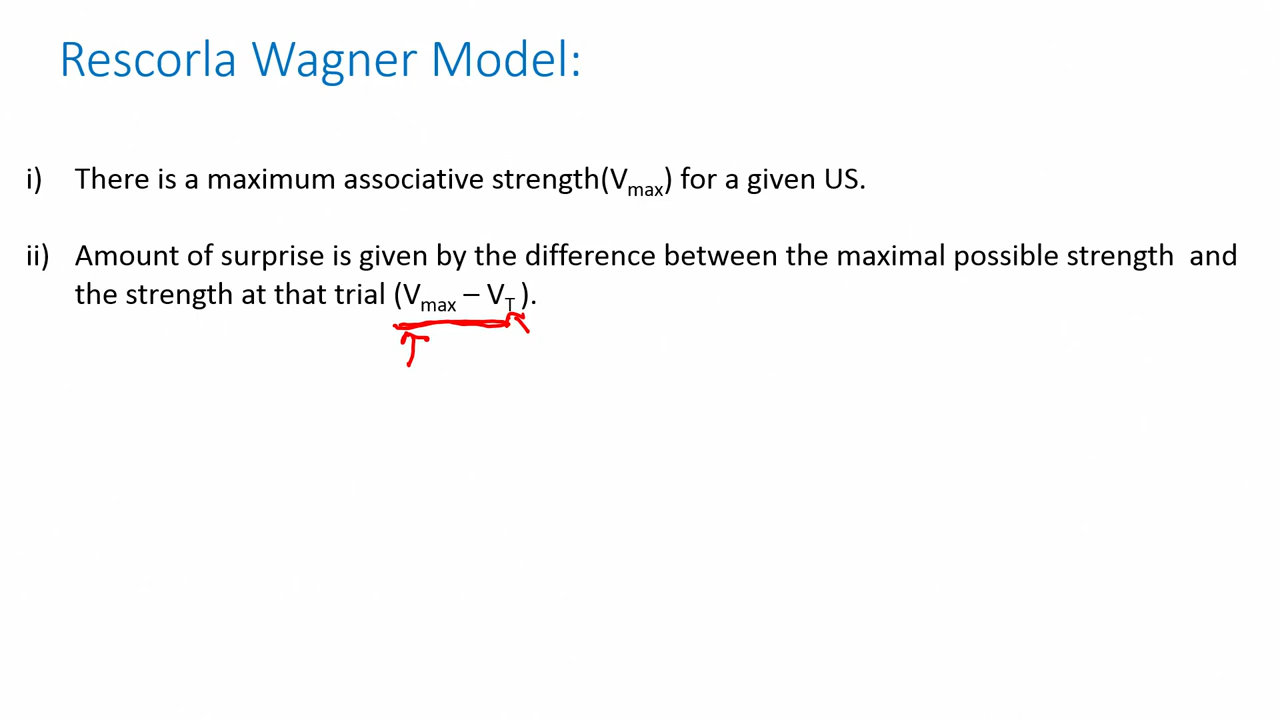 Rescorla Wagner Model:
i) There is a maximum associative strength(Vmax) for a given US.
ii) Amount of surprise is given by the difference between the maximal possible strength and
the strength at that trial (Vmax – VT ).